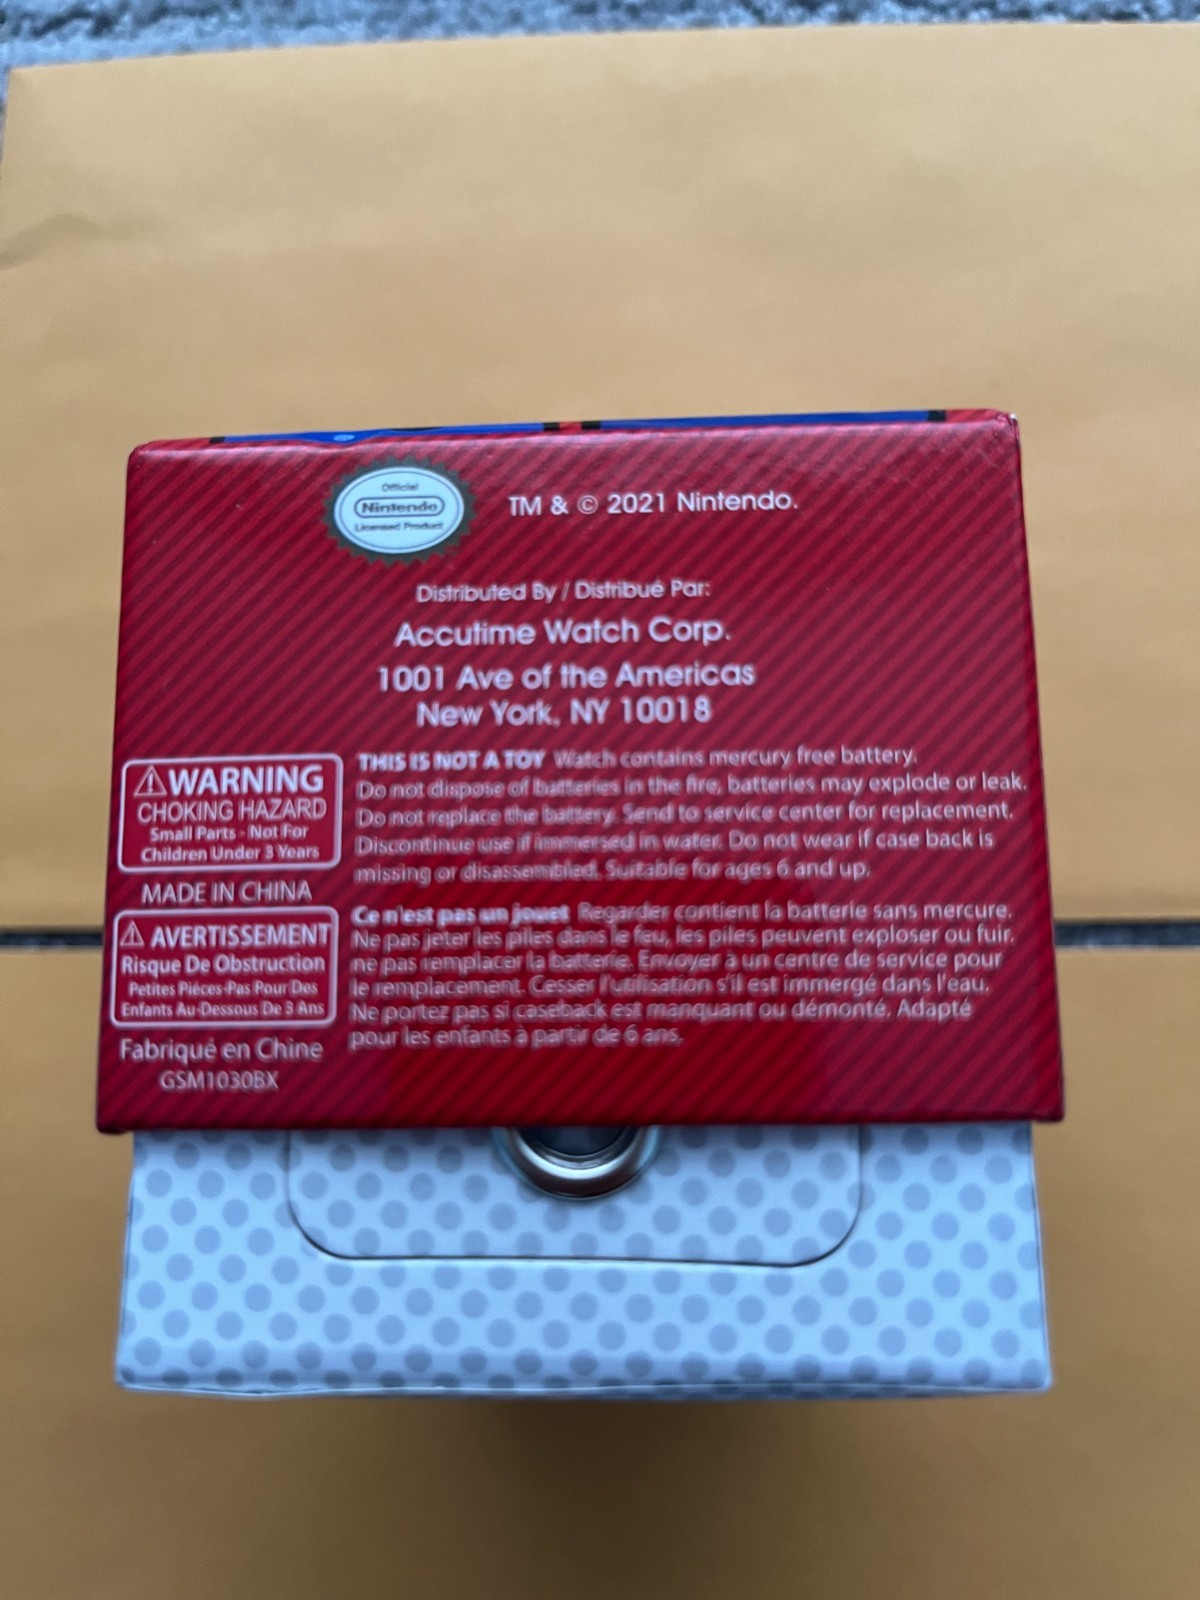 Official
Nintendo
Licensed Product
TM & © 2021 Nintendo.
Distributed By / Distribué Par:
Accutime Watch Corp.
1001 Ave of the Americas
New York, NY 10018
⚠WARNING
CHOKING HAZARD
Small Parts - Not For
Children Under 3 Years
MADE IN CHINA
⚠ AVERTISSEMENT
Risque De Obstruction
Petites Piéces-Pas Pour Des
Enfants Au-Dessous De 3 Ans
Fabriqué en Chine
GSM1030BX
THIS IS NOT A TOY Watch contains mercury free battery.
Do not dispose of batteries in the fire, batteries may explode or leak.
Do not replace the battery. Send to service center for replacement.
Discontinue use if immersed in water. Do not wear if case back is
missing or disassembled. Suitable for ages 6 and up.
Ce n'est pas un jouet Regarder contient la batterie sans mercure.
Ne pas jeter les piles dans le feu, les piles peuvent exploser ou fuir.
ne pas remplacer la batterie. Envoyer à un centre de service pour
le remplacement. Cesser l'utilisation s'il est immergé dans l'eau.
Ne portez pas si caseback est manquant ou démonté. Adapté
pour les enfants à partir de 6 ans.